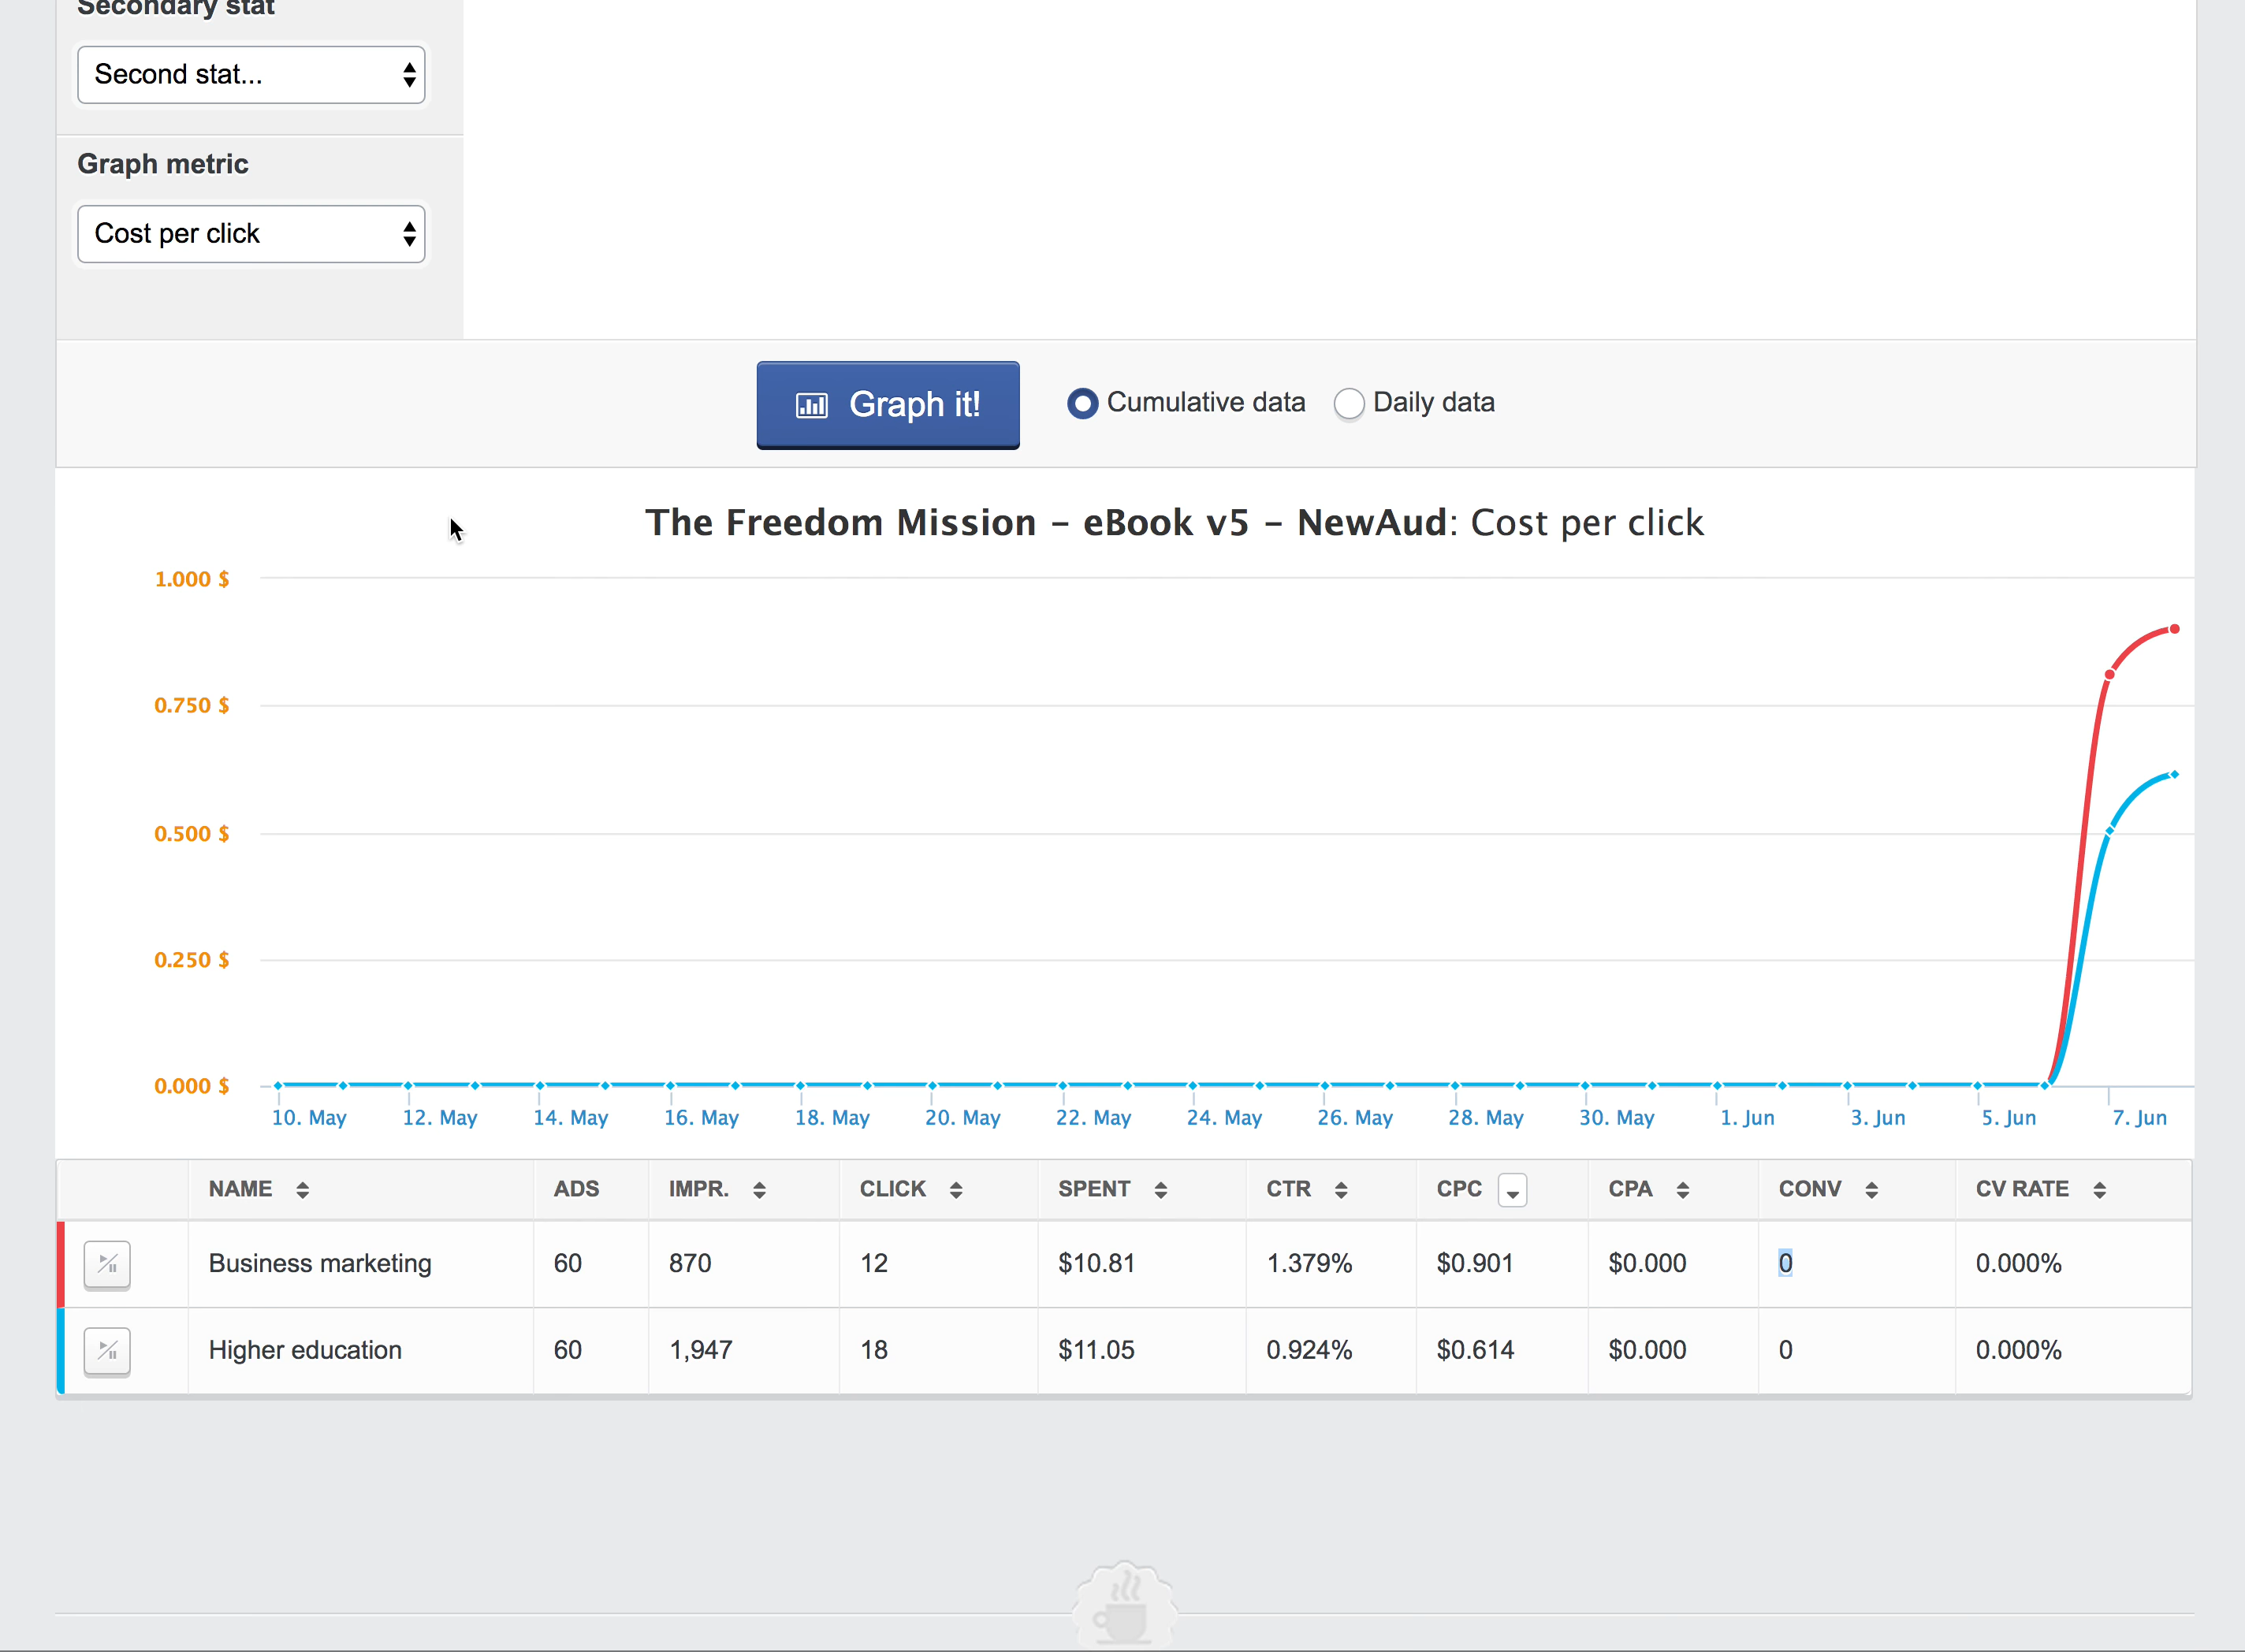 Secondary stat
Second stat...
Graph metric
Cost per click
Graph it! Cumulative data Daily data
The Freedom Mission – eBook v5 – NewAud: Cost per click
1.000 $
0.750 $
0.500 $
0.250 $
0.000 $
10. May 12. May 14. May 16. May 18. May 20. May 22. May 24. May 26. May 28. May 30. May 1. Jun 3. Jun 5. Jun 7. Jun
NAME ADS IMPR. CLICK SPENT CTR CPC CPA CONV CV RATE
Business marketing 60 870 12 $10.81 1.379% $0.901 $0.000 0 0.000%
Higher education 60 1,947 18 $11.05 0.924% $0.614 $0.000 0 0.000%